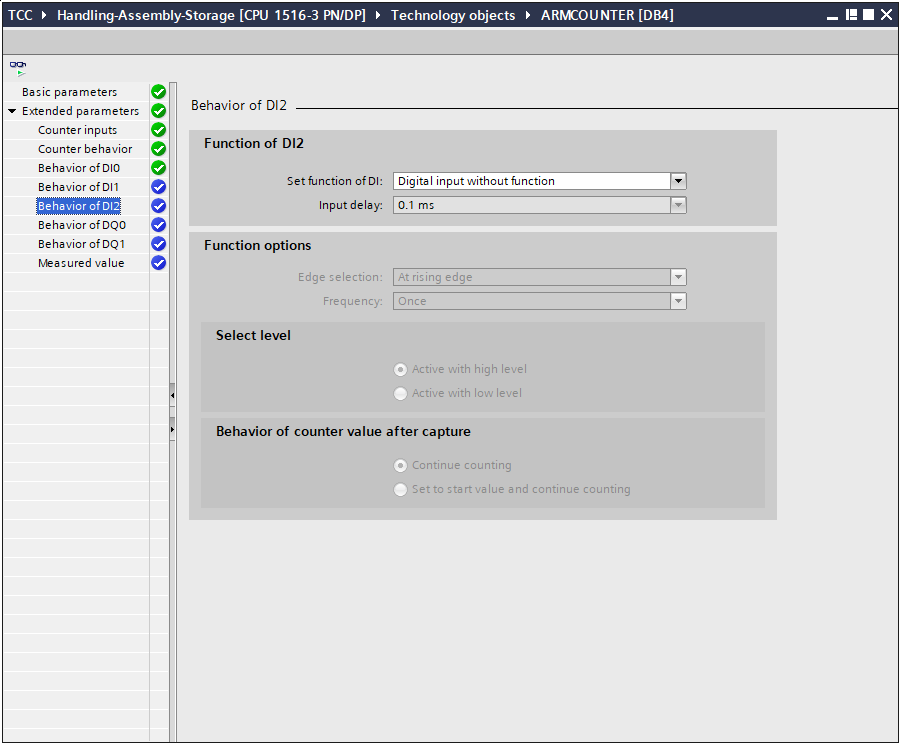 TCC Handling-Assembly-Storage [CPU 1516-3 PN/DP] Technology objects ARMCOUNTER [DB4]
Basic parameters
Extended parameters
Counter inputs
Counter behavior
Behavior of DI0
Behavior of DI1
Behavior of DI2
Behavior of DQ0
Behavior of DQ1
Measured value
Behavior of DI2
Function of DI2
Set function of DI: Digital input without function
Input delay: 0.1 ms
Function options
Edge selection: At rising edge
Frequency: Once
Select level
Active with high level
Active with low level
Behavior of counter value after capture
Continue counting
Set to start value and continue counting